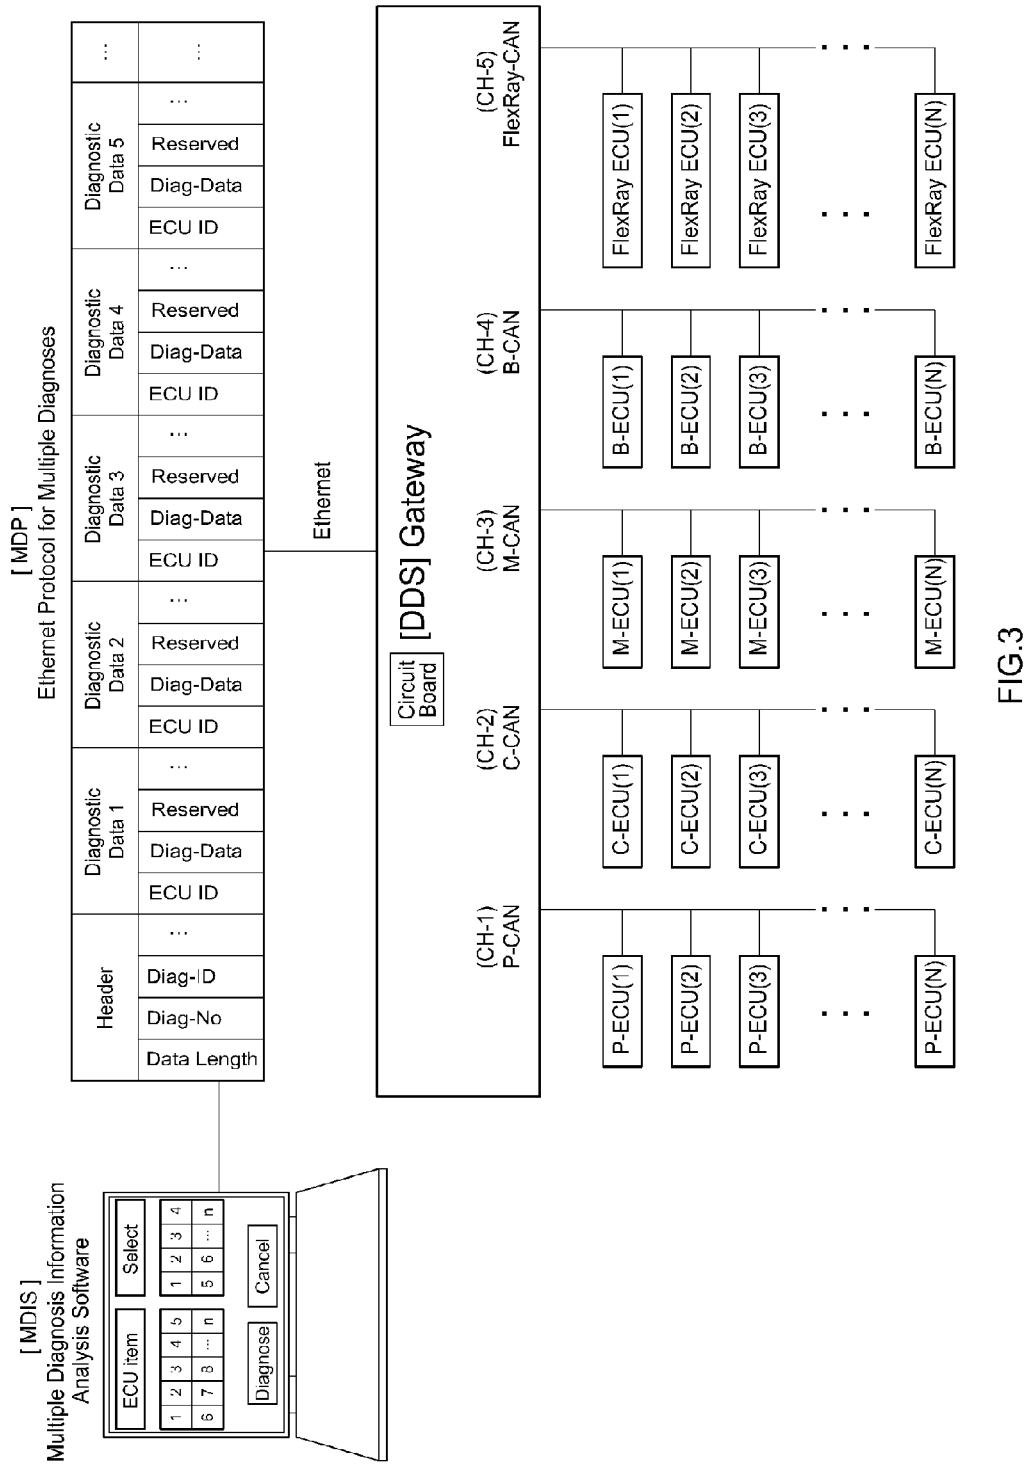 [ MDIS ]
Multiple Diagnosis Information
Analysis Software
ECU item
Select
1 2 3 4 5
6 7 8 ... n
1 2 3 4
5 6 ... n
Diagnose
Cancel
[ MDP ]
Ethernet Protocol for Multiple Diagnoses
Header
Diagnostic
Data 1
Diagnostic
Data 2
Diagnostic
Data 3
Diagnostic
Data 4
Diagnostic
Data 5
...
Data Length
Diag-No
Diag-ID
...
ECU ID
Diag-Data
Reserved
...
ECU ID
Diag-Data
Reserved
...
ECU ID
Diag-Data
Reserved
...
ECU ID
Diag-Data
Reserved
...
ECU ID
Diag-Data
Reserved
...
...
Ethernet
[DDS] Gateway
Circuit
Board
(CH-1)
P-CAN
(CH-2)
C-CAN
(CH-3)
M-CAN
(CH-4)
B-CAN
(CH-5)
FlexRay-CAN
P-ECU(1)
P-ECU(2)
P-ECU(3)
...
...
P-ECU(N)
C-ECU(1)
C-ECU(2)
C-ECU(3)
...
...
C-ECU(N)
M-ECU(1)
M-ECU(2)
M-ECU(3)
...
...
M-ECU(N)
B-ECU(1)
B-ECU(2)
B-ECU(3)
...
...
B-ECU(N)
FlexRay ECU(1)
FlexRay ECU(2)
FlexRay ECU(3)
...
...
FlexRay ECU(N)
FIG.3